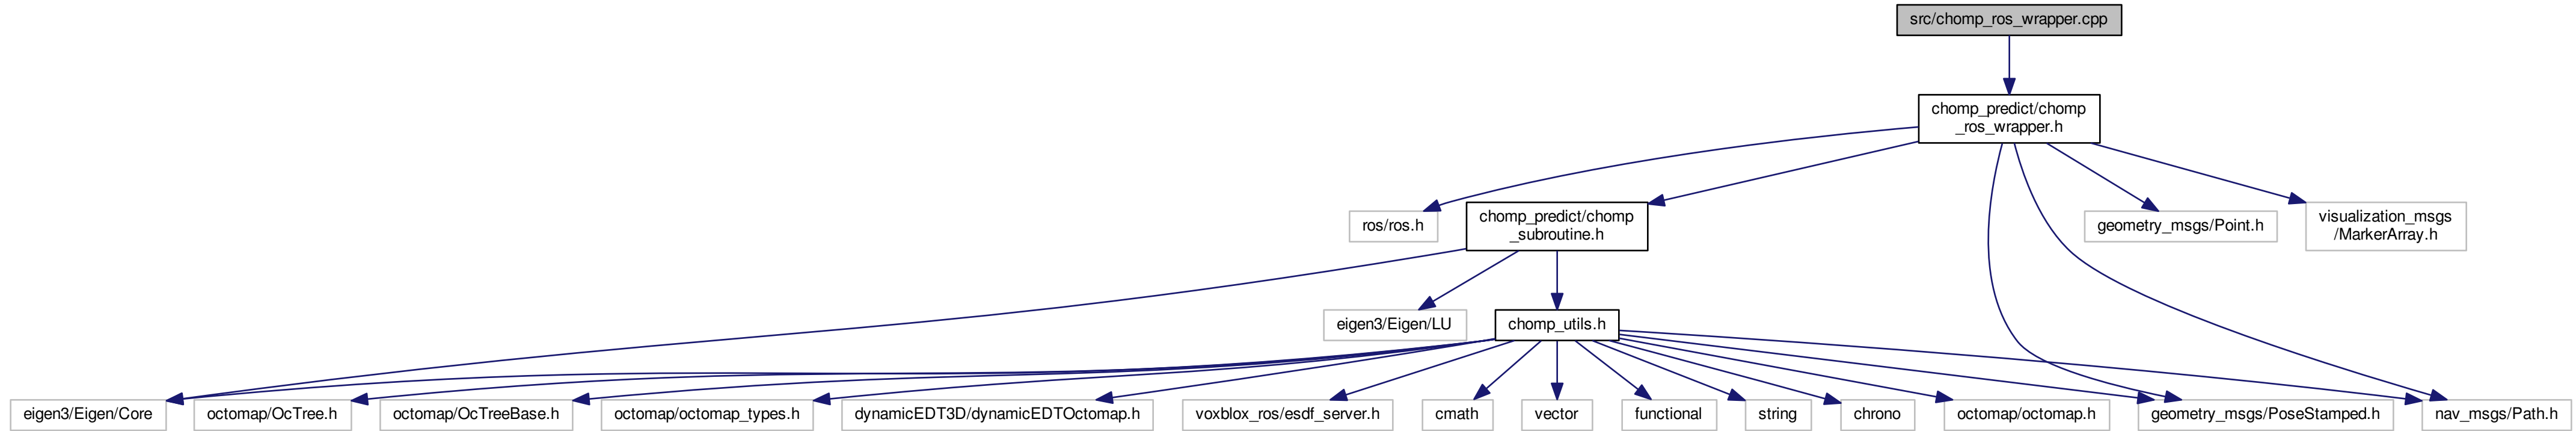 src/chomp_ros_wrapper.cpp
chomp_predict/chomp
_ros_wrapper.h
ros/ros.h
chomp_predict/chomp
_subroutine.h
geometry_msgs/Point.h
visualization_msgs
/MarkerArray.h
eigen3/Eigen/LU
chomp_utils.h
eigen3/Eigen/Core
octomap/OcTree.h
octomap/OcTreeBase.h
octomap/octomap_types.h
dynamicEDT3D/dynamicEDTOctomap.h
voxblox_ros/esdf_server.h
cmath
vector
functional
string
chrono
octomap/octomap.h
geometry_msgs/PoseStamped.h
nav_msgs/Path.h